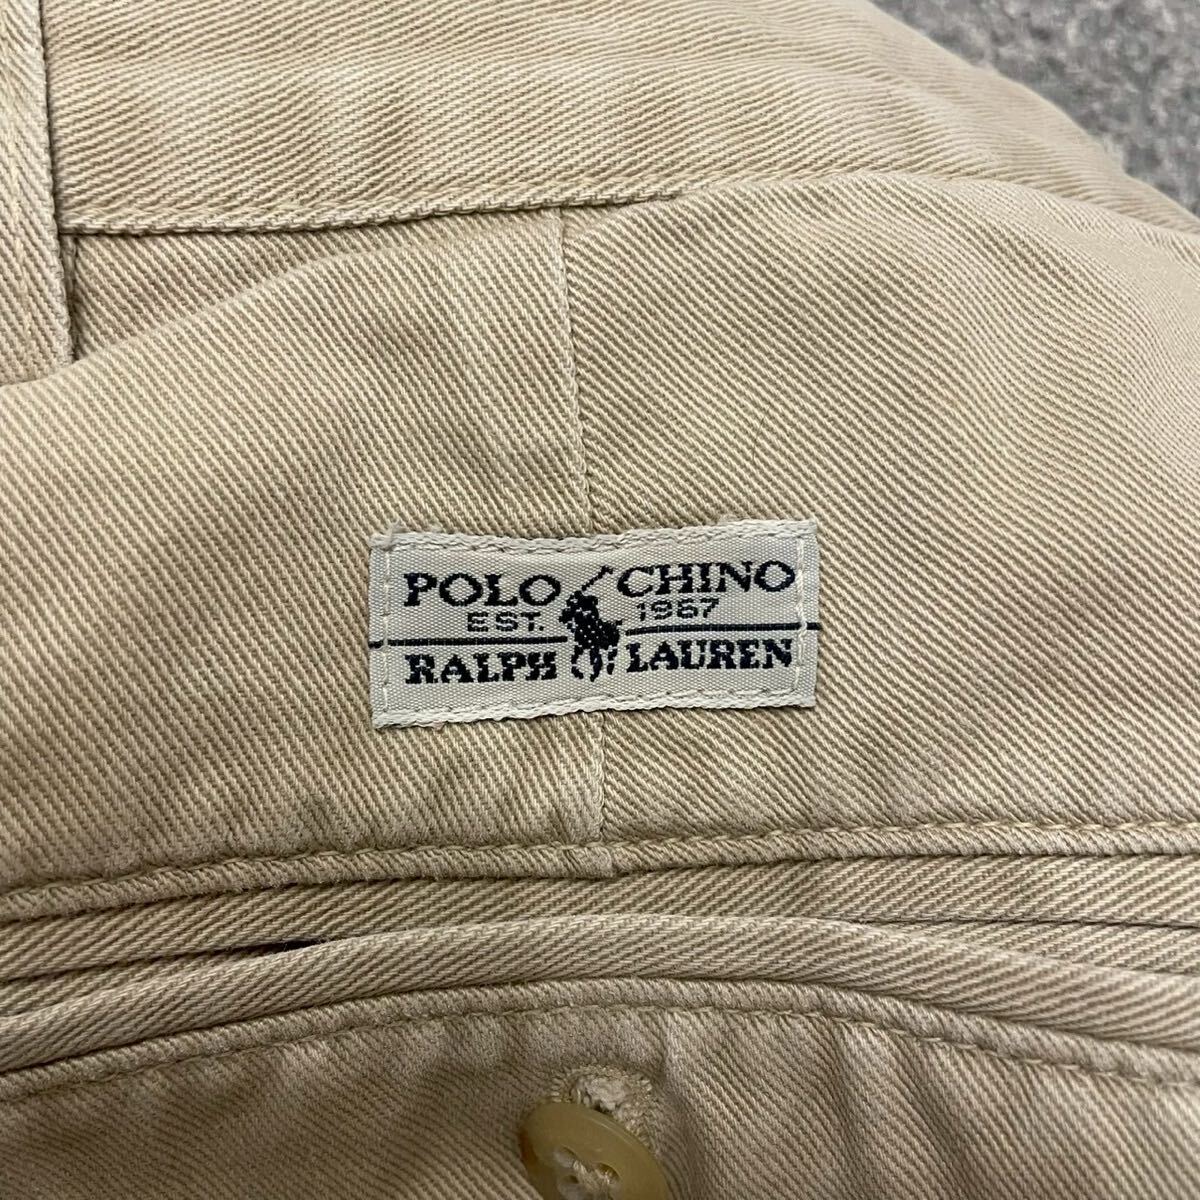 POLO CHINO
EST. 1967
RALPH LAUREN